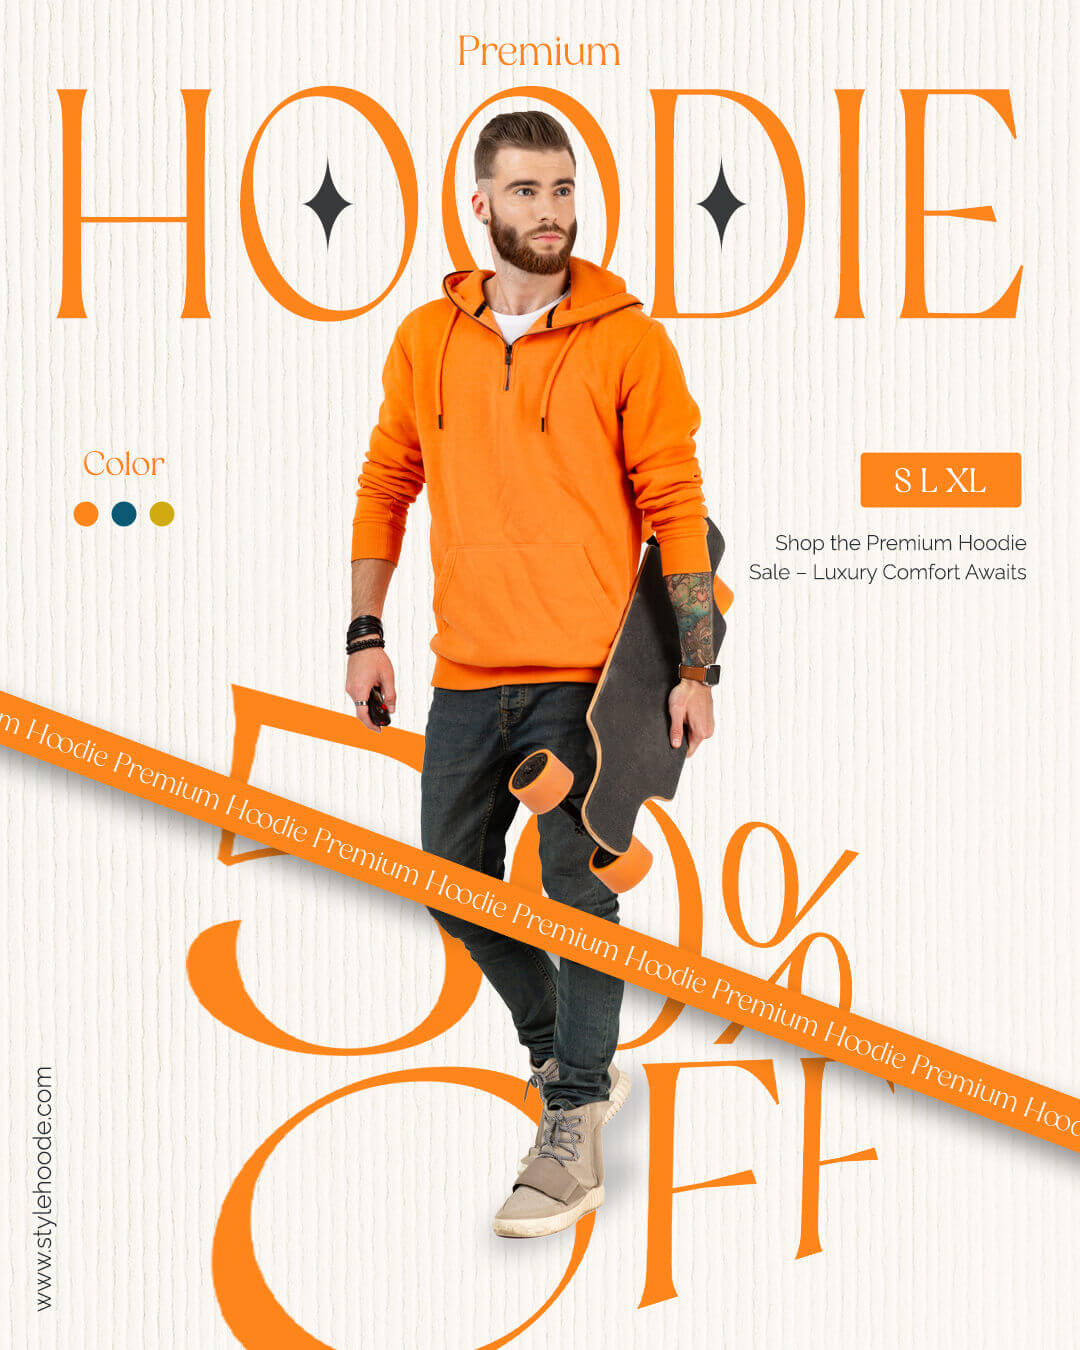 Premium
HOODIE
Color
S L XL
Shop the Premium Hoodie
Sale – Luxury Comfort Awaits
50%
OFF
m Hoodie Premium Hoodie Premium Hoodie Premium Hoodie Premium Hoodie Premium Hood
www.stylehoode.com